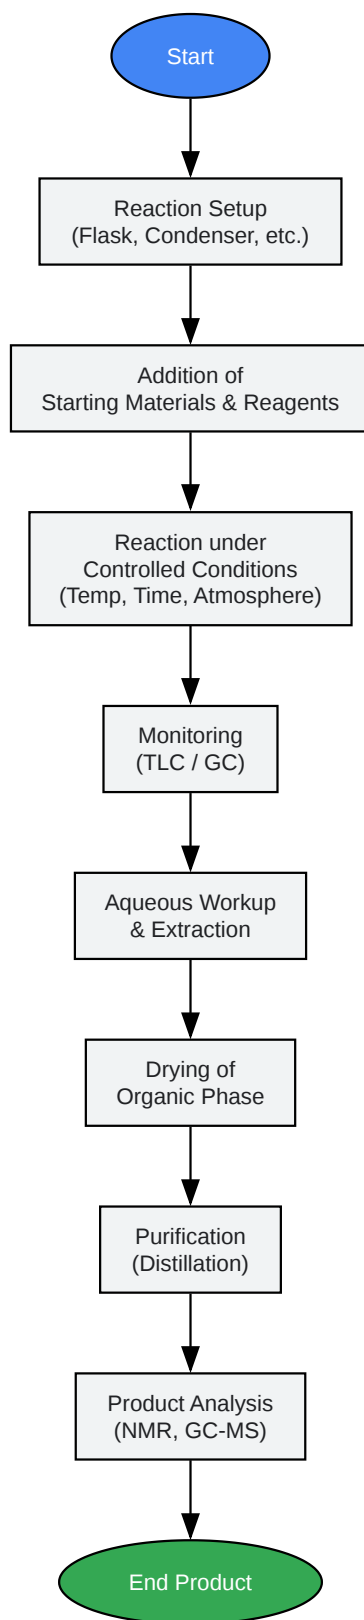 Start
Reaction Setup
(Flask, Condenser, etc.)
Addition of
Starting Materials & Reagents
Reaction under
Controlled Conditions
(Temp, Time, Atmosphere)
Monitoring
(TLC / GC)
Aqueous Workup
& Extraction
Drying of
Organic Phase
Purification
(Distillation)
Product Analysis
(NMR, GC-MS)
End Product